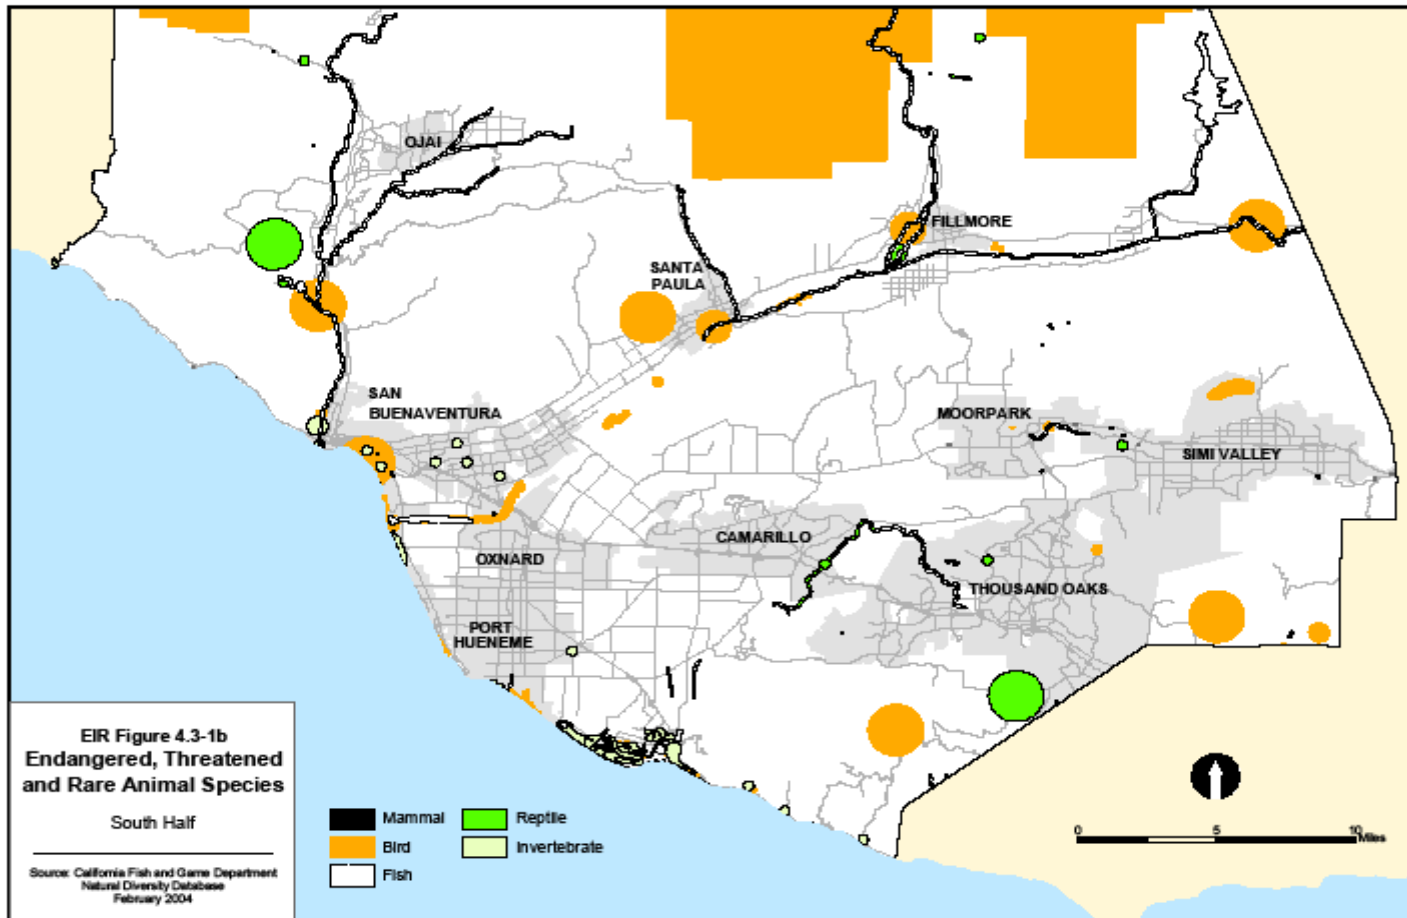 OJAI
FILLMORE
SANTA
PAULA
SAN
BUENAVENTURA
MOORPARK
SIMI VALLEY
CAMARILLO
OXNARD
THOUSAND OAKS
PORT
HUENEME
EIR Figure 4.3-1b
Endangered, Threatened
and Rare Animal Species
South Half
Source: California Fish and Game Department
Natural Diversity Database
February 2004
Mammal
Bird
Fish
Reptile
Invertebrate
0 5 10
Miles